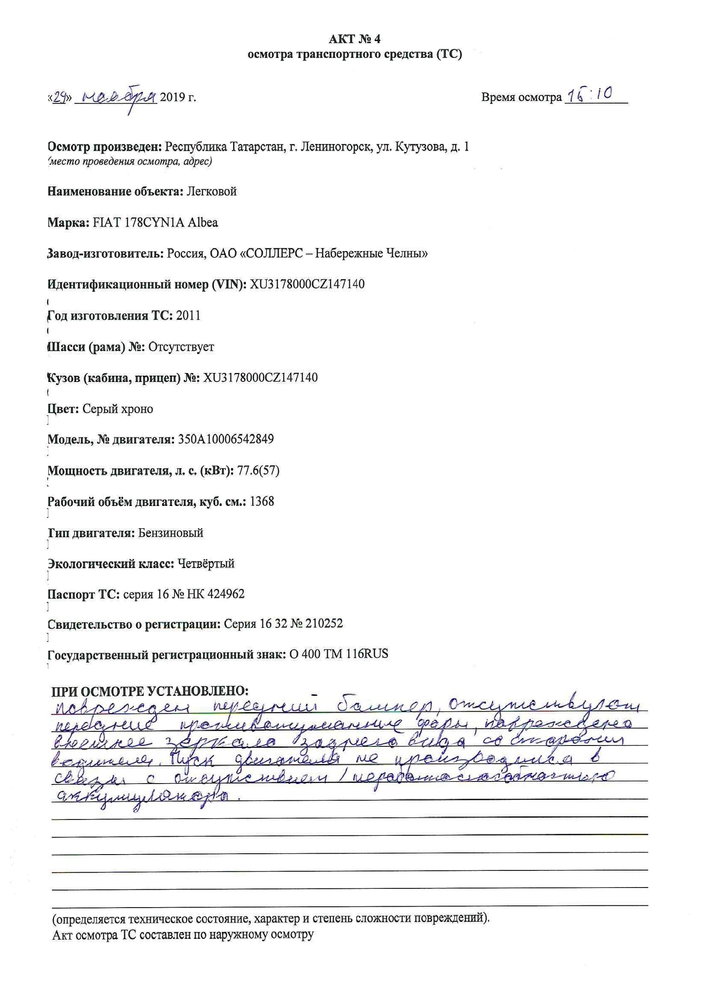 АКТ № 4
осмотра транспортного средства (ТС)
«29» ноября 2019 г. Время осмотра 15:10
Осмотр произведен: Республика Татарстан, г. Лениногорск, ул. Кутузова, д. 1
(место проведения осмотра, адрес)
Наименование объекта: Легковой
Марка: FIAT 178CYN1A Albea
Завод-изготовитель: Россия, ОАО «СОЛЛЕРС – Набережные Челны»
Идентификационный номер (VIN): XU3178000CZ147140
Год изготовления ТС: 2011
Шасси (рама) №: Отсутствует
Кузов (кабина, прицеп) №: XU3178000CZ147140
Цвет: Серый хроно
Модель, № двигателя: 350A10006542849
Мощность двигателя, л. с. (кВт): 77.6(57)
Рабочий объём двигателя, куб. см.: 1368
Тип двигателя: Бензиновый
Экологический класс: Четвёртый
Паспорт ТС: серия 16 № НК 424962
Свидетельство о регистрации: Серия 16 32 № 210252
Государственный регистрационный знак: О 400 ТМ 116RUS
ПРИ ОСМОТРЕ УСТАНОВЛЕНО:
поврежден передний бампер, отсутствуют
передние противотуманные фары, повреждено
внешнее зеркало заднего вида со стороны
водителя. Пуск двигателя не производился в
связи с отсутствием / неработоспособностью
аккумулятора.
(определяется техническое состояние, характер и степень сложности повреждений).
Акт осмотра ТС составлен по наружному осмотру